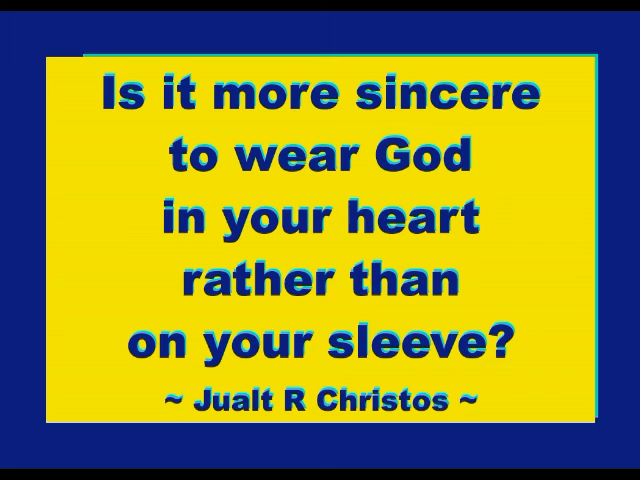 Is it more sincere
to wear God
in your heart
rather than
on your sleeve?
~ Jualt R Christos ~